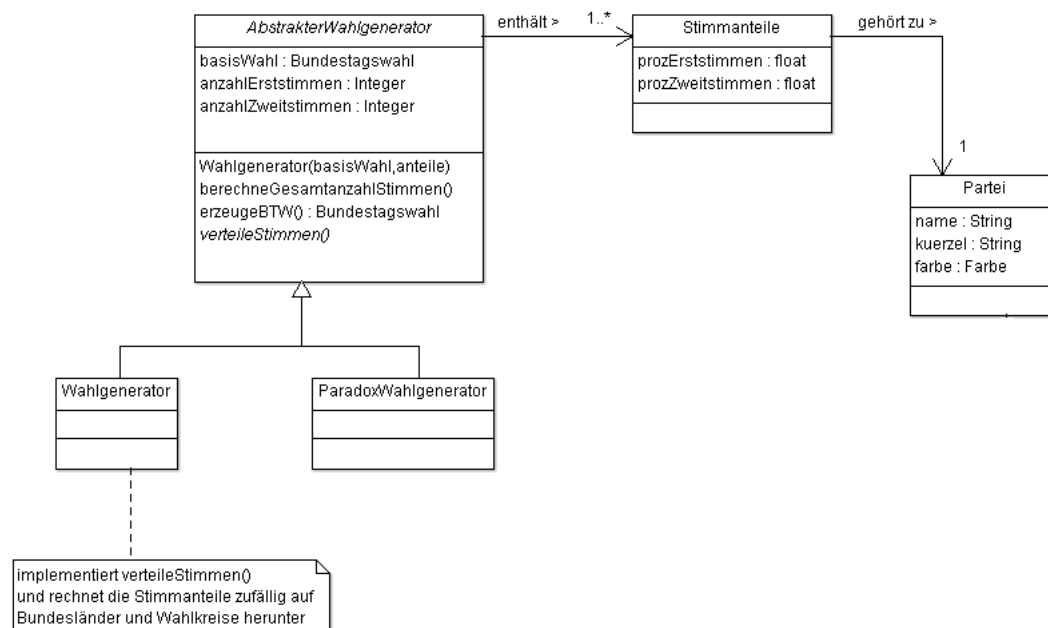 AbstrakterWahlgenerator
basisWahl : Bundestagswahl
anzahlErststimmen : Integer
anzahlZweitstimmen : Integer
Wahlgenerator(basisWahl,anteile)
berechneGesamtanzahlStimmen()
erzeugeBTW() : Bundestagswahl
verteileStimmen()
enthält >
1..*
Stimmanteile
prozErststimmen : float
prozZweitstimmen : float
gehört zu >
1
Partei
name : String
kuerzel : String
farbe : Farbe
Wahlgenerator
ParadoxWahlgenerator
implementiert verteileStimmen()
und rechnet die Stimmanteile zufällig auf
Bundesländer und Wahlkreise herunter